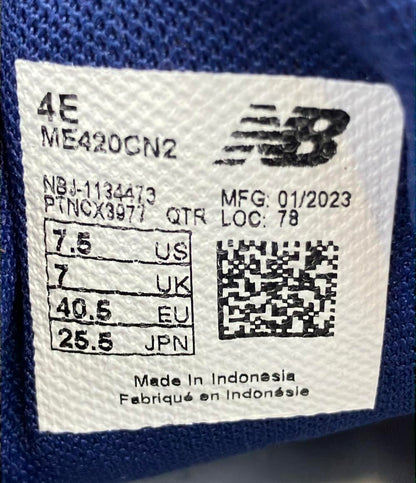 4E
ME420CN2
NB
NBJ-1134473
PTNCX3977 QTR
MFG: 01/2023
LOC: 78
7.5 US
7 UK
40.5 EU
25.5 JPN
Made In Indonesia
Fabriqué en Indonésie